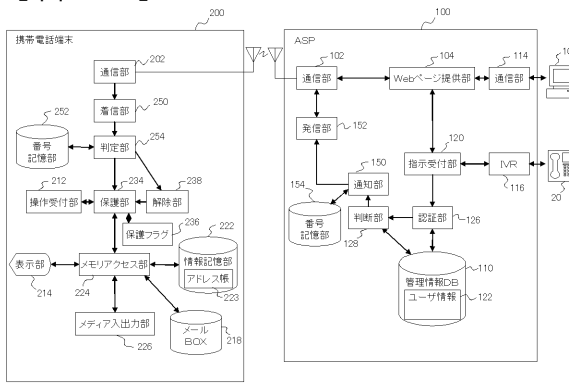 200
携帯電話端末
202
通信部
250
着信部
252
254
番号
記憶部
判定部
212
234
238
操作受付部
保護部
解除部
236
保護フラグ
222
表示部
214
メモリアクセス部
224
情報記憶部
アドレス帳
223
メディア入出力部
226
メール
BOX
218
100
ASP
102
104
114
通信部
Webページ提供部
通信部
発信部
152
120
150
指示受付部
IVR
116
20
154
通知部
番号
記憶部
判断部
128
認証部
126
110
管理情報DB
ユーザ情報
122